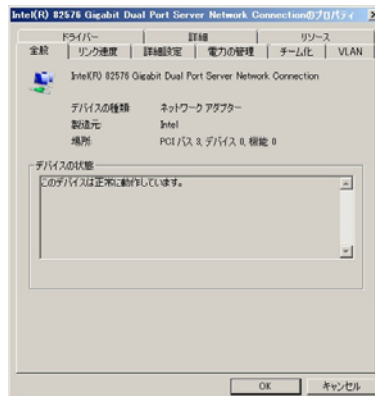 Intel(R) 82576 Gigabit Dual Port Server Network Connectionのプロパティ
ドライバー 詳細 リソース
全般 リンク速度 詳細設定 電力の管理 チーム化 VLAN
Intel(R) 82576 Gigabit Dual Port Server Network Connection
デバイスの種類 ネットワーク アダプター
製造元: Intel
場所: PCI バス 3, デバイス 0, 機能 0
デバイスの状態
このデバイスは正常に動作しています。
OK キャンセル